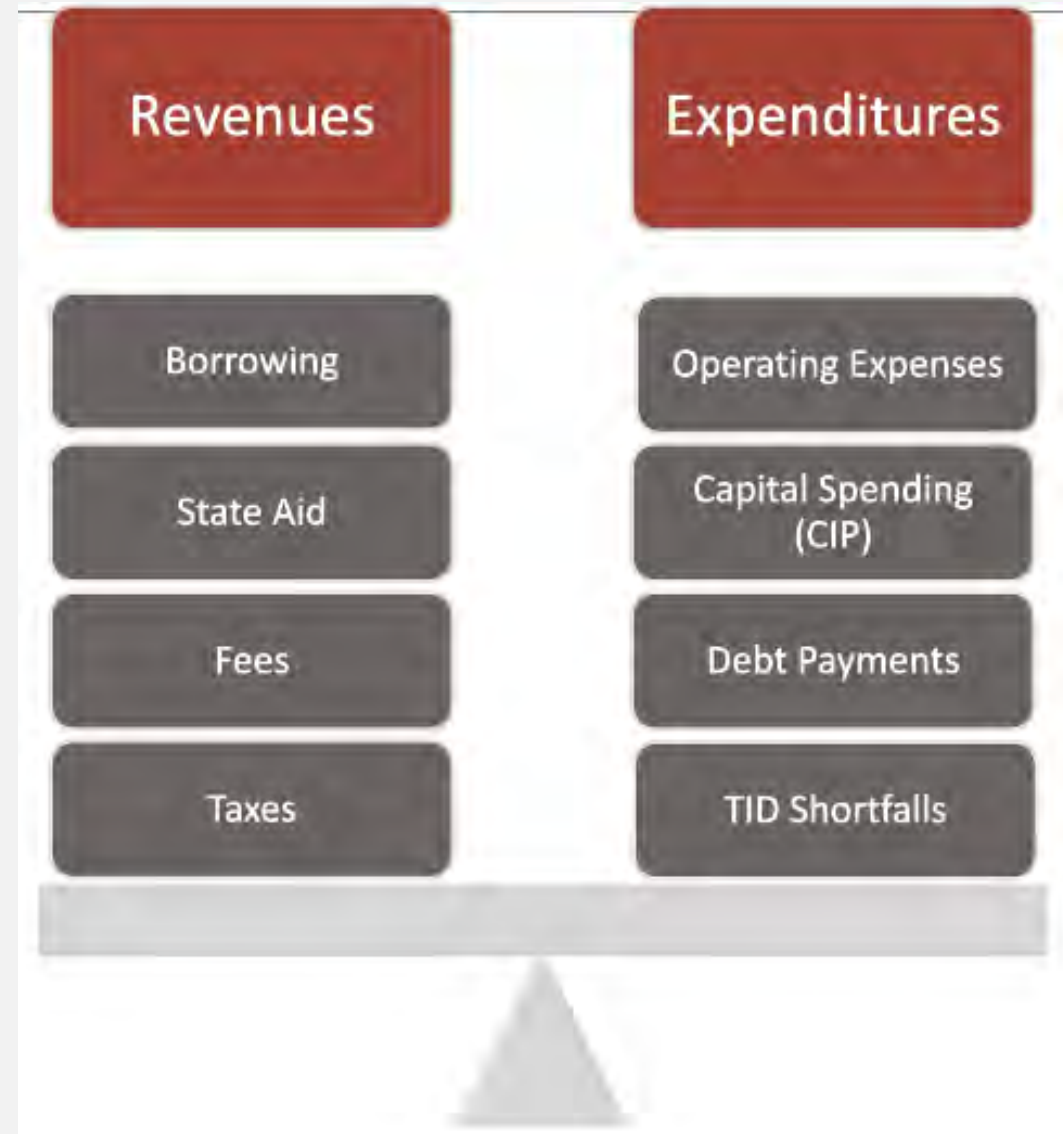 Revenues
Expenditures
Borrowing
State Aid
Fees
Taxes
Operating Expenses
Capital Spending
(CIP)
Debt Payments
TID Shortfalls